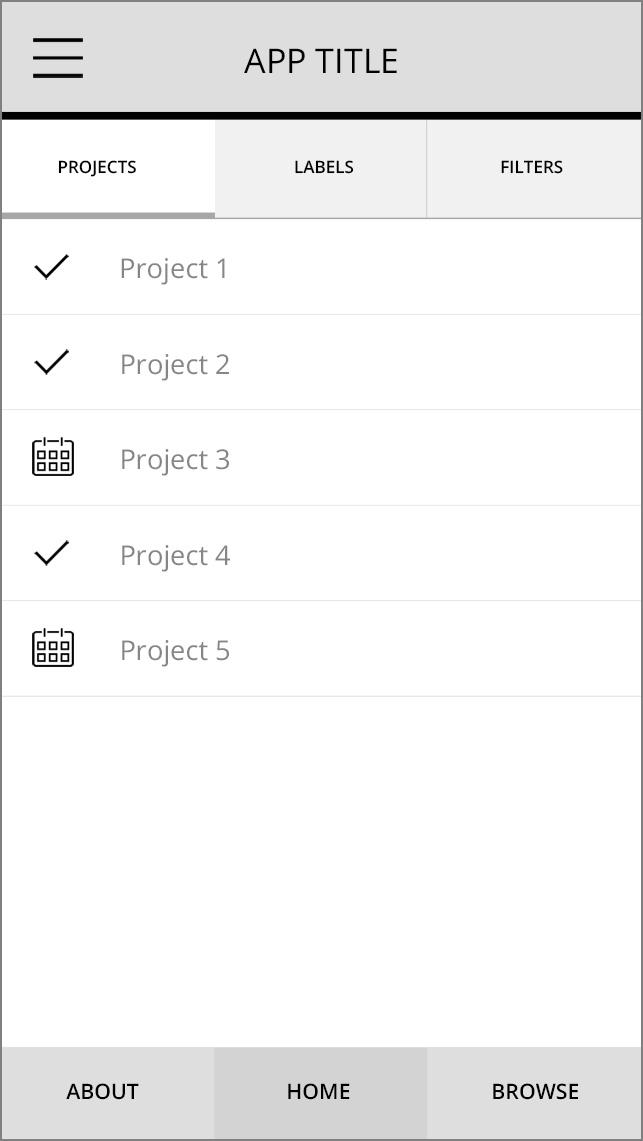 APP TITLE
PROJECTS LABELS FILTERS
Project 1
Project 2
Project 3
Project 4
Project 5
ABOUT HOME BROWSE